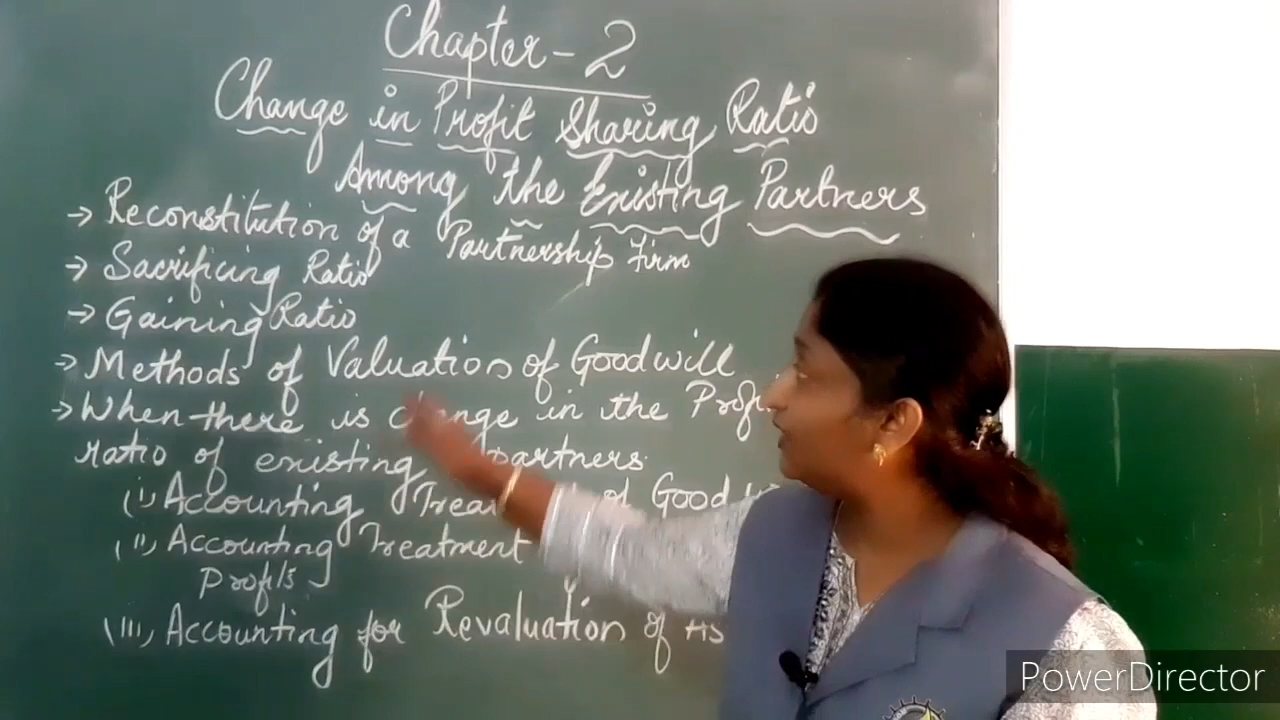 Chapter-2
Change in Profit Sharing Ratio
Among the Existing Partners
→ Reconstitution of a Partnership Firm
→ Sacrificing Ratio
→ Gaining Ratio
→ Methods of Valuation of Goodwill
→ When there is change in the
ratio of existing partners.
(i) Accounting of
(ii) Accounting Treatment
Profits
(iii) Accounting for Revaluation of
PowerDirector